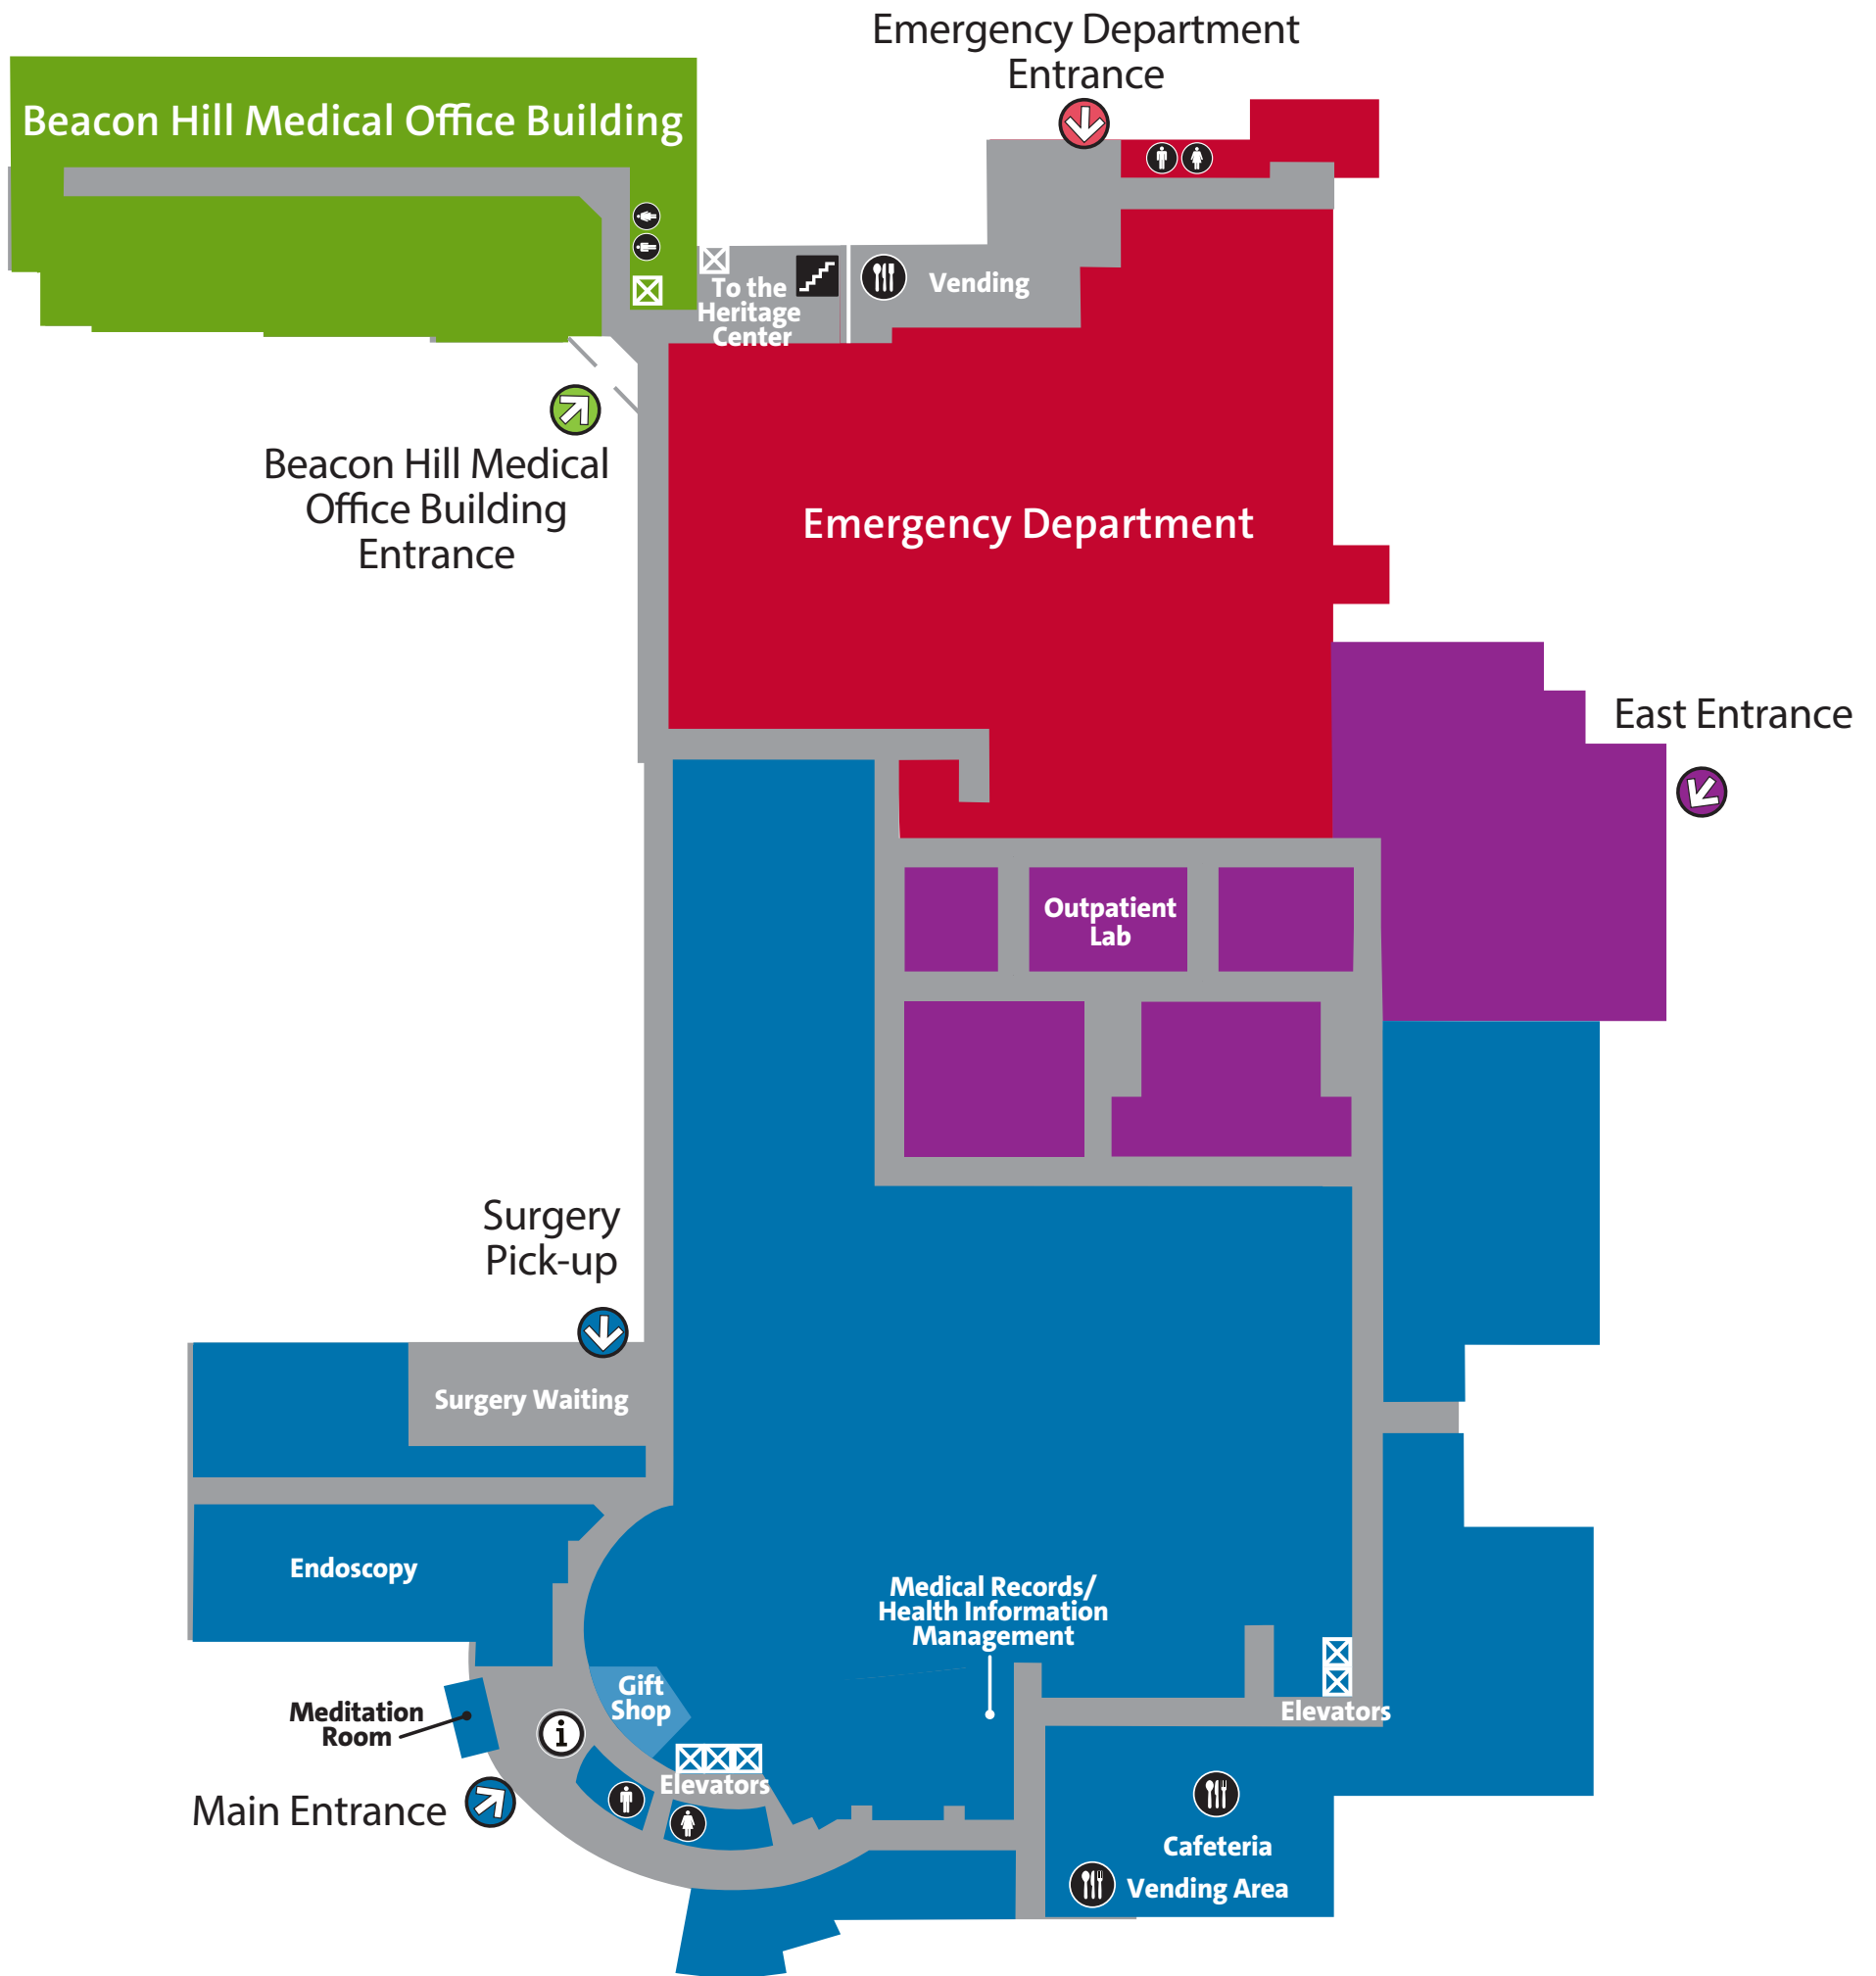 Emergency Department
Entrance
Beacon Hill Medical Office Building
To the
Heritage
Center
Vending
Beacon Hill Medical
Office Building
Entrance
Emergency Department
East Entrance
Outpatient
Lab
Surgery
Pick-up
Surgery Waiting
Endoscopy
Medical Records/
Health Information
Management
Gift
Shop
Meditation
Room
i
Elevators
Elevators
Main Entrance
Cafeteria
Vending Area